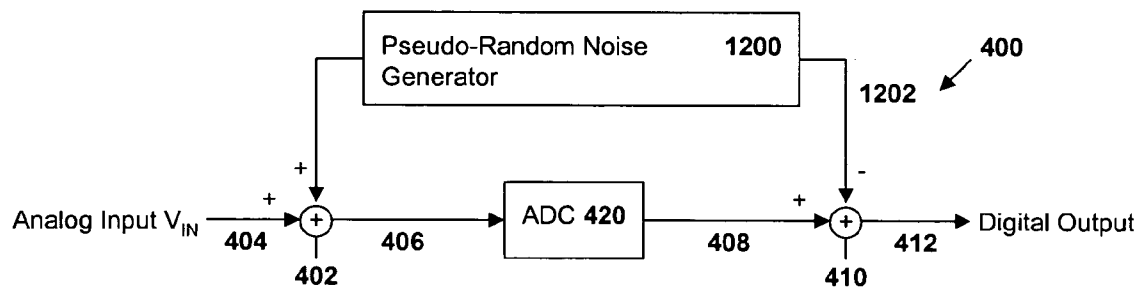 Pseudo-Random Noise 1200
Generator
400
1202
+
-
+
+
Analog Input V_IN
+
ADC 420
+
Digital Output
404
406
408
412
402
410